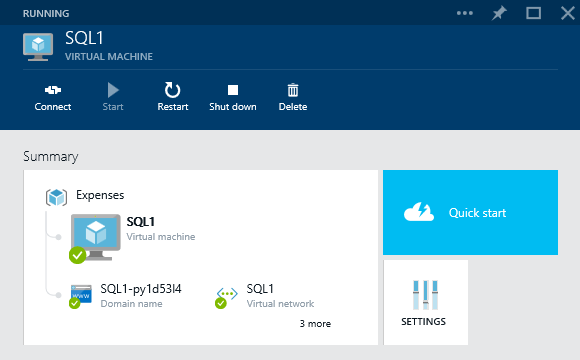 RUNNING
SQL1
VIRTUAL MACHINE
Connect
Start
Restart
Shut down
Delete
Summary
Expenses
SQL1
Virtual machine
www
SQL1-py1d53l4
Domain name
SQL1
Virtual network
3 more
Quick start
SETTINGS